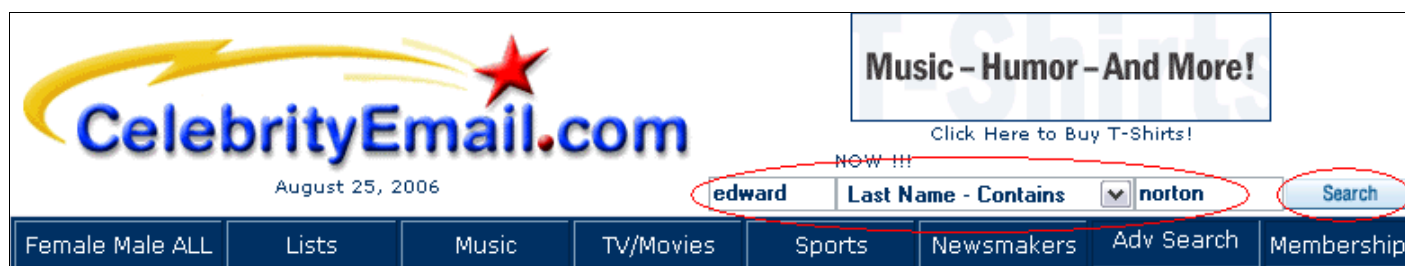 Music – Humor – And More!
T-Shirts
CelebrityEmail.com
Click Here to Buy T-Shirts!
NOW !!!
August 25, 2006
edward Last Name - Contains norton Search
Female Male ALL Lists Music TV/Movies Sports Newsmakers Adv Search Membership